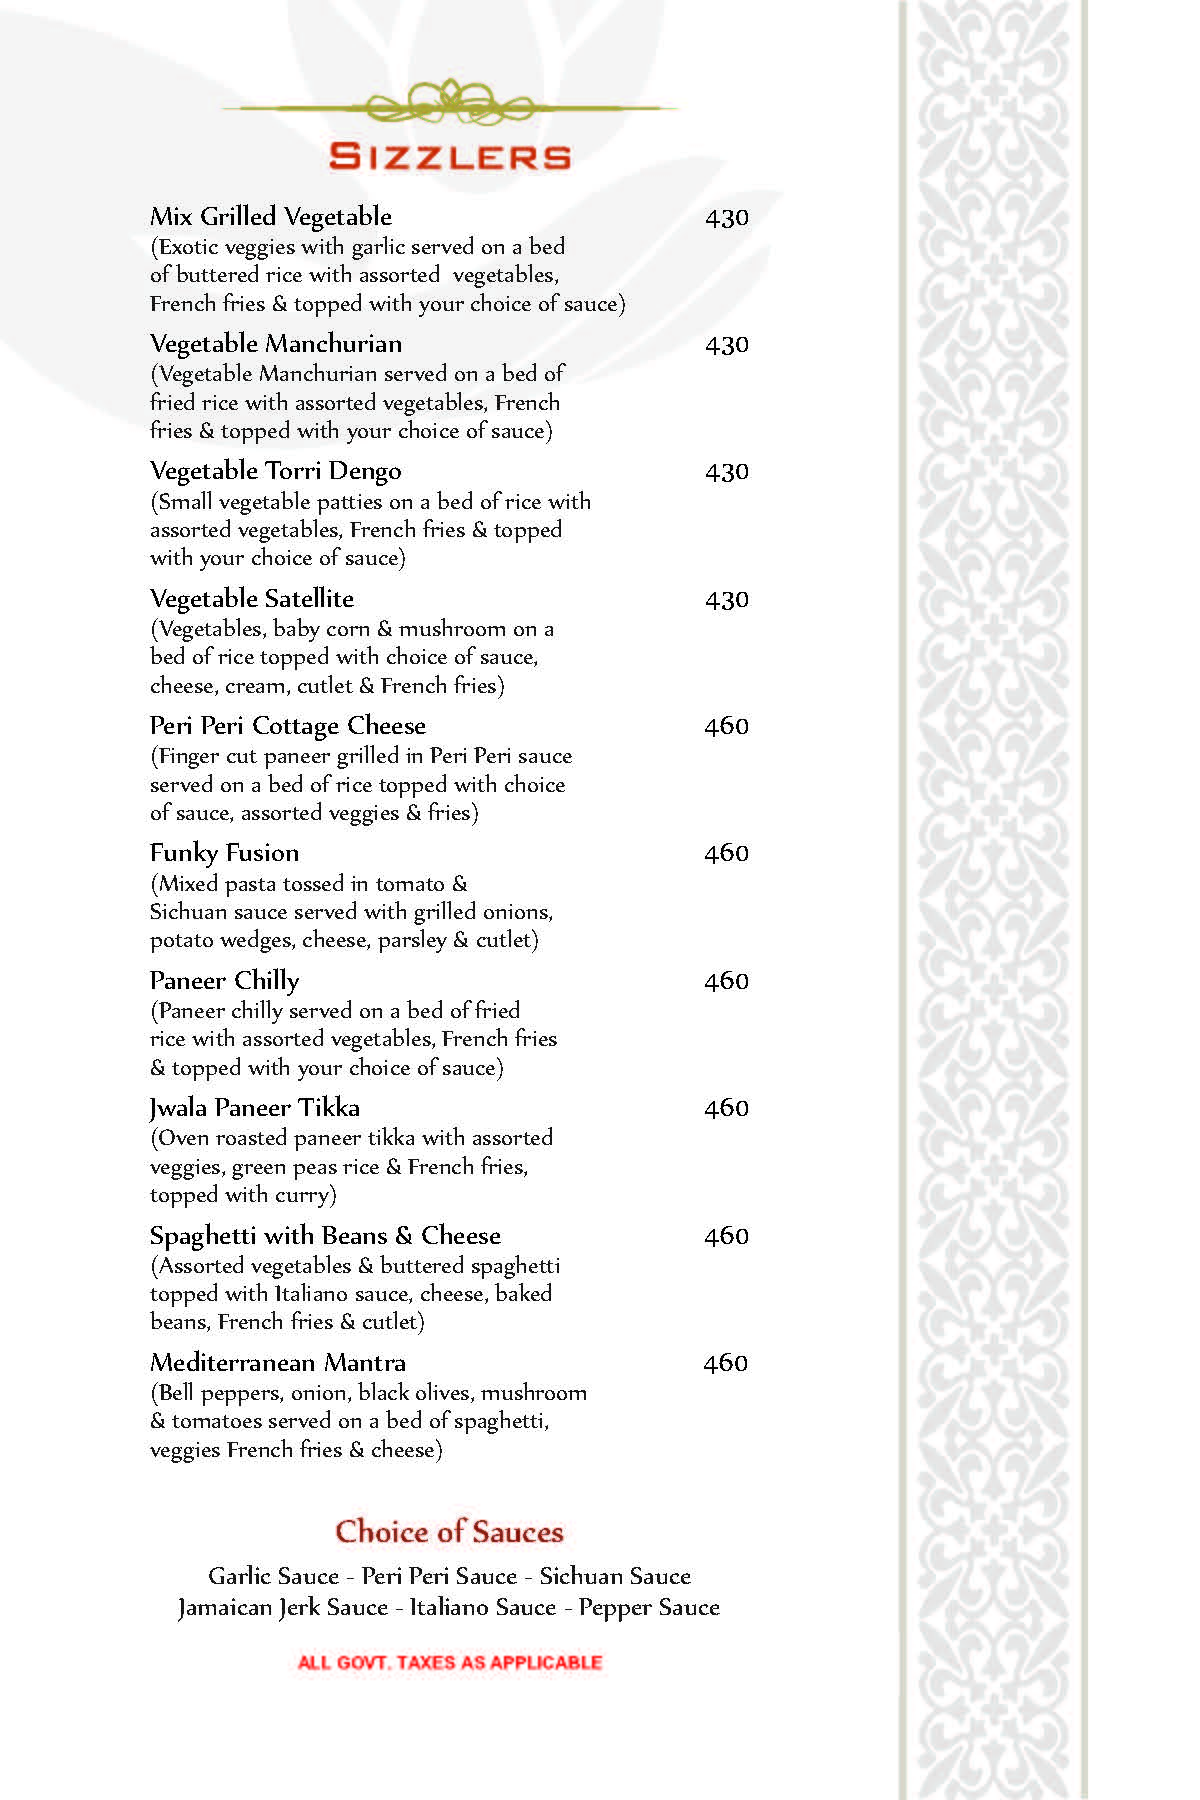 SIZZLERS
Mix Grilled Vegetable 430
(Exotic veggies with garlic served on a bed
of buttered rice with assorted vegetables,
French fries & topped with your choice of sauce)
Vegetable Manchurian 430
(Vegetable Manchurian served on a bed of
fried rice with assorted vegetables, French
fries & topped with your choice of sauce)
Vegetable Torri Dengo 430
(Small vegetable patties on a bed of rice with
assorted vegetables, French fries & topped
with your choice of sauce)
Vegetable Satellite 430
(Vegetables, baby corn & mushroom on a
bed of rice topped with choice of sauce,
cheese, cream, cutlet & French fries)
Peri Peri Cottage Cheese 460
(Finger cut paneer grilled in Peri Peri sauce
served on a bed of rice topped with choice
of sauce, assorted veggies & fries)
Funky Fusion 460
(Mixed pasta tossed in tomato &
Sichuan sauce served with grilled onions,
potato wedges, cheese, parsley & cutlet)
Paneer Chilly 460
(Paneer chilly served on a bed of fried
rice with assorted vegetables, French fries
& topped with your choice of sauce)
Jwala Paneer Tikka 460
(Oven roasted paneer tikka with assorted
veggies, green peas rice & French fries,
topped with curry)
Spaghetti with Beans & Cheese 460
(Assorted vegetables & buttered spaghetti
topped with Italiano sauce, cheese, baked
beans, French fries & cutlet)
Mediterranean Mantra 460
(Bell peppers, onion, black olives, mushroom
& tomatoes served on a bed of spaghetti,
veggies French fries & cheese)
Choice of Sauces
Garlic Sauce - Peri Peri Sauce - Sichuan Sauce
Jamaican Jerk Sauce - Italiano Sauce - Pepper Sauce
ALL GOVT. TAXES AS APPLICABLE